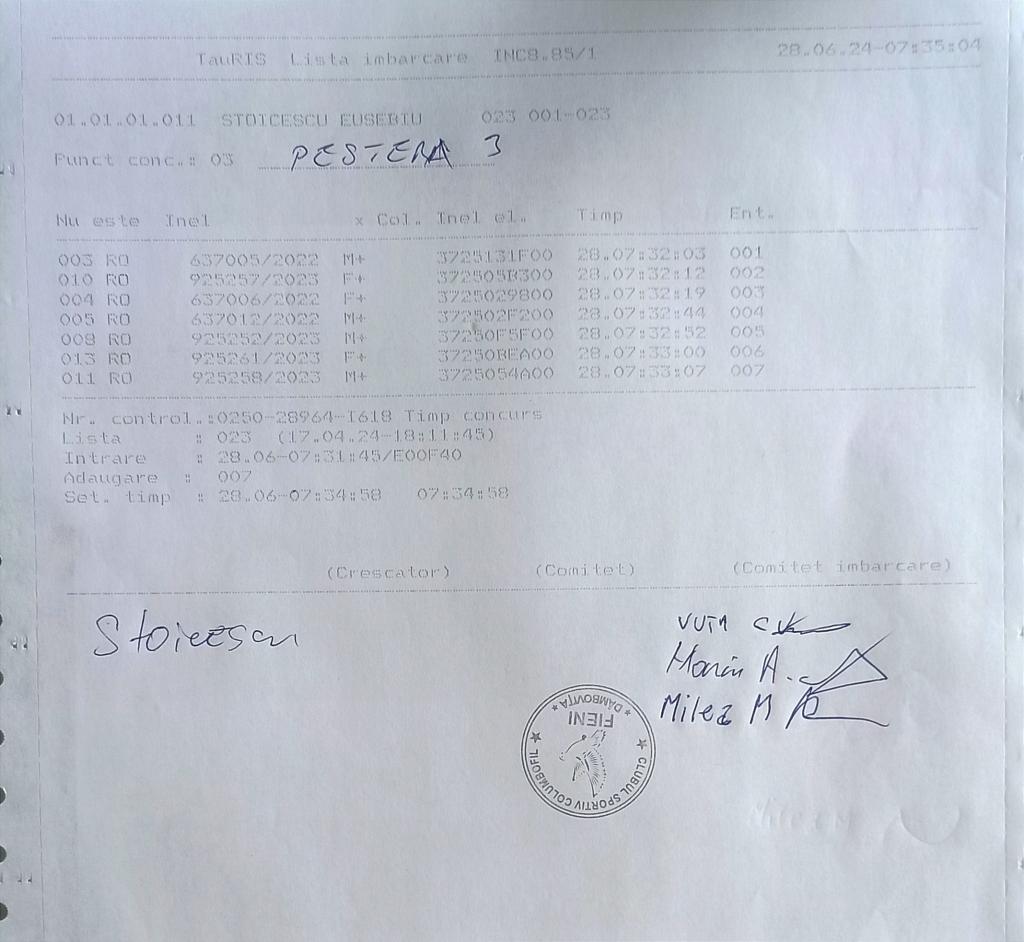 TauRIS Lista imbarcare INC8.85/1 28.06.24-07:35:04
01.01.01.011 STOICESCU EUSEBIU 023 001-023
Punct conc.: 03 PESTERA 3
Nu este Inel x Col. Inel el. Timp Ent.
003 RO 637005/2022 M+ 3725131F00 28.07:32:03 001
010 RO 925257/2023 F+ 372505B300 28.07:32:12 002
004 RO 637006/2022 F+ 3725029800 28.07:32:19 003
005 RO 637012/2022 M+ 372502F200 28.07:32:44 004
008 RO 925252/2023 M+ 37250F5F00 28.07:32:52 005
013 RO 925261/2023 F+ 37250BEA00 28.07:33:00 006
011 RO 925258/2023 M+ 3725054A00 28.07:33:07 007
Nr. control.:0250-28964-I618 Timp concurs
Lista : 023 (17.04.24-18:11:45)
Intrare : 28.06-07:31:45/E00F40
Adaugare : 007
Set. timp : 28.06-07:34:58 07:34:58
(Crescator) (Comitet) (Comitet imbarcare)
Stoicescu
VUTA
Marin A.
Milea M
CLUBUL SPORTIV COLUMBOFIL
FIENI
DÂMBOVIȚA